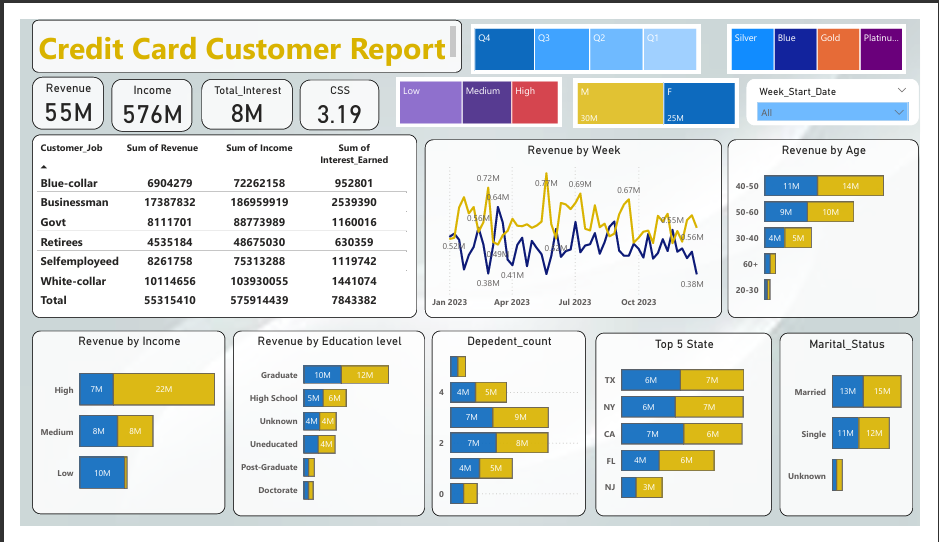 Credit Card Customer Report
Q4
Q3
Q2
Q1
Silver
Blue
Gold
Platinu...
Revenue
55M
Income
576M
Total_Interest
8M
CSS
3.19
Low
Medium
High
M
30M
F
25M
Week_Start_Date
All
Customer_Job Sum of Revenue Sum of Income Sum of
Interest_Earned
Blue-collar 6904279 72262158 952801
Businessman 17387832 186959919 2539390
Govt 8111701 88773989 1160016
Retirees 4535184 48675030 630359
Selfemployeed 8261758 75313288 1119742
White-collar 10114656 103930055 1441074
Total 55315410 575914439 7843382
Revenue by Week
0.72M
0.77M
0.69M
0.67M
0.64M
0.56M
0.55M
0.52M
0.56M
0.49M
0.41M
0.38M
0.38M
Jan 2023 Apr 2023 Jul 2023 Oct 2023
Revenue by Age
40-50 11M 14M
50-60 9M 10M
30-40 4M 5M
60+
20-30
Revenue by Income
High 7M 22M
Medium 8M 8M
Low 10M
Revenue by Education level
Graduate 10M 12M
High School 5M 6M
Unknown 4M 4M
Uneducated 4M
Post-Graduate
Doctorate
Depedent_count
4 4M 5M
7M 9M
2 7M 8M
4M 5M
0
Top 5 State
TX 6M 7M
NY 6M 7M
CA 7M 6M
FL 4M 6M
NJ 3M
Marital_Status
Married 13M 15M
Single 11M 12M
Unknown